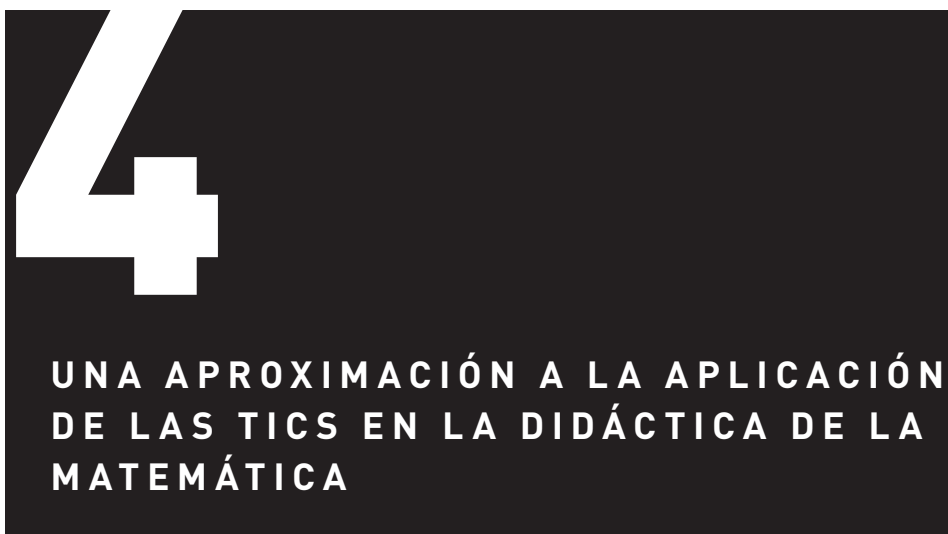 4
UNA APROXIMACIÓN A LA APLICACIÓN
DE LAS TICS EN LA DIDÁCTICA DE LA
MATEMÁTICA